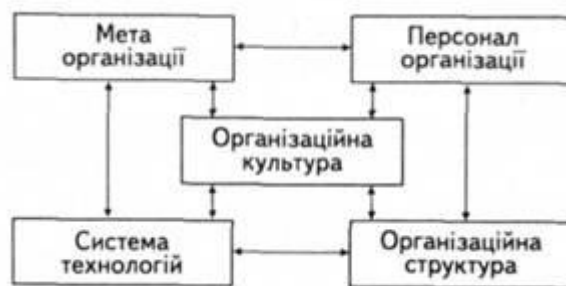 Мета
організації
Персонал
організації
Організаційна
культура
Система
технологій
Організаційна
структура